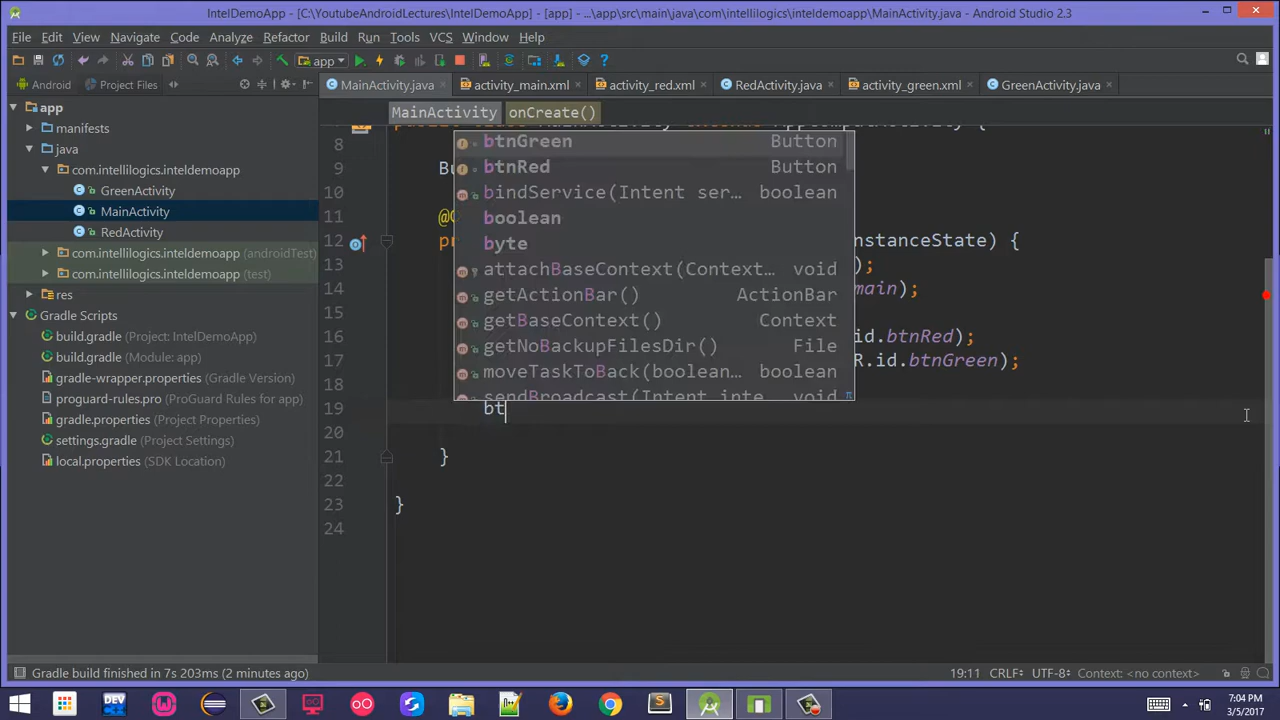 IntelDemoApp - [C:\YoutubeAndroidLectures\IntelDemoApp] - [app] - ...\app\src\main\java\com\intellilogics\inteldemoapp\MainActivity.java - Android Studio 2.3
File Edit View Navigate Code Analyze Refactor Build Run Tools VCS Window Help
app
Android Project Files MainActivity.java activity_main.xml activity_red.xml RedActivity.java activity_green.xml GreenActivity.java
app
MainActivity onCreate()
manifests
java
com.intellilogics.inteldemoapp
GreenActivity
MainActivity
RedActivity
com.intellilogics.inteldemoapp (androidTest)
com.intellilogics.inteldemoapp (test)
res
Gradle Scripts
build.gradle (Project: IntelDemoApp)
build.gradle (Module: app)
gradle-wrapper.properties (Gradle Version)
proguard-rules.pro (ProGuard Rules for app)
gradle.properties (Project Properties)
settings.gradle (Project Settings)
local.properties (SDK Location)
8 {
9 Bu
10
11 @O
12 nstanceState) {
13 );
14 main);
15
16 id.btnRed);
17 R.id.btnGreen);
18
19 bt
20
21 }
22
23 }
24
btnGreen Button
btnRed Button
bindService(Intent ser... boolean
boolean
byte
attachBaseContext(Context... void
getActionBar() ActionBar
getBaseContext() Context
getNoBackupFilesDir() File
moveTaskToBack(boolean... boolean
sendBroadcast(Intent inte... void
Gradle build finished in 7s 203ms (2 minutes ago)
19:11 CRLF÷ UTF-8÷ Context: <no context>
7:04 PM
3/5/2017